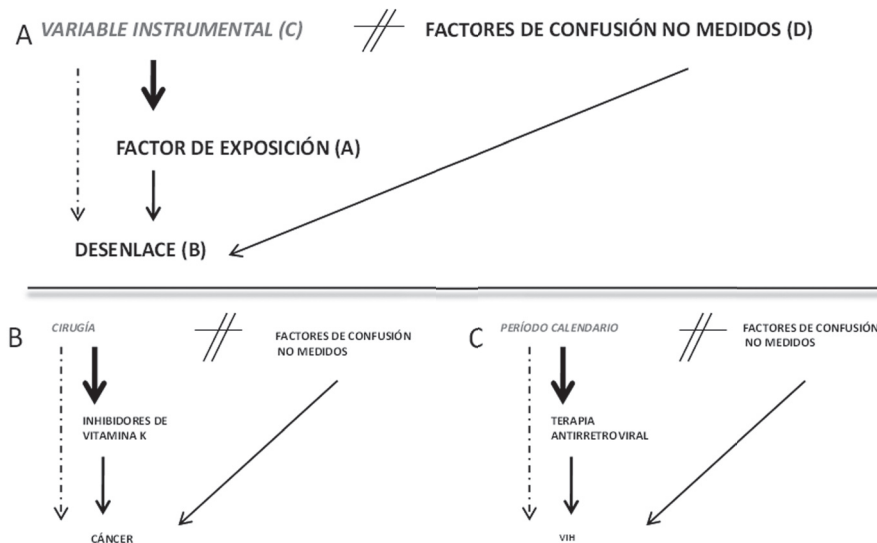 A VARIABLE INSTRUMENTAL (C) FACTORES DE CONFUSIÓN NO MEDIDOS (D)
FACTOR DE EXPOSICIÓN (A)
DESENLACE (B)
B CIRUGÍA
FACTORES DE CONFUSIÓN
NO MEDIDOS
INHIBIDORES DE
VITAMINA K
CÁNCER
C PERÍODO CALENDARIO
FACTORES DE CONFUSIÓN
NO MEDIDOS
TERAPIA
ANTIRRETROVIRAL
VIH